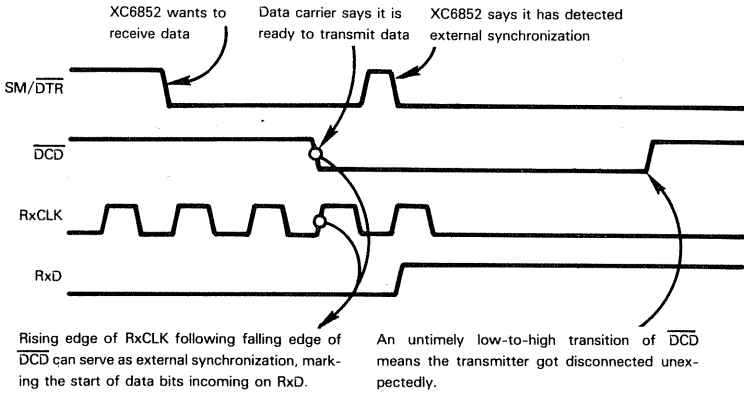 XC6852 wants to
receive data
Data carrier says it is
ready to transmit data
XC6852 says it has detected
external synchronization
SM/DTR
DCD
RxCLK
RxD
Rising edge of RxCLK following falling edge of
DCD can serve as external synchronization, mark-
ing the start of data bits incoming on RxD.
An untimely low-to-high transition of DCD
means the transmitter got disconnected unex-
pectedly.